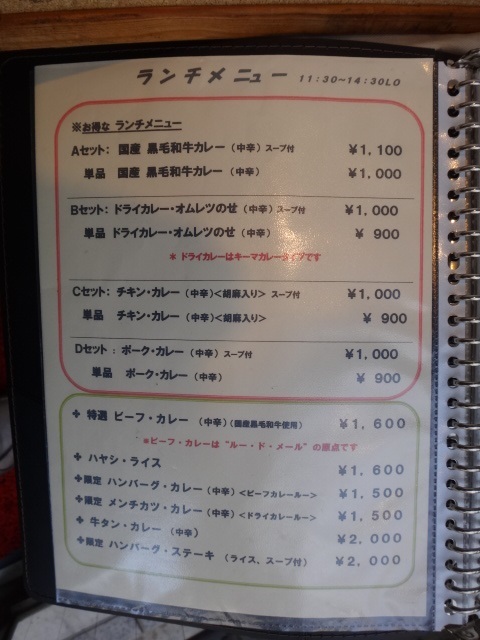 ランチメニュー 11:30~14:30LO
※お得な ランチメニュー
Aセット: 国産 黒毛和牛カレー (中辛) スープ付 ¥1,100
単品 国産 黒毛和牛カレー (中辛) ¥1,000
Bセット:ドライカレー・オムレツのせ (中辛) スープ付 ¥1,000
単品 ドライカレー・オムレツのせ (中辛) ¥ 900
* ドライカレーはキーマカレータイプです
Cセット: チキン・カレー (中辛)<胡麻入り> スープ付 ¥1,000
単品 チキン・カレー (中辛)<胡麻入り> ¥ 900
Dセット: ポーク・カレー (中辛) スープ付 ¥1,000
単品 ポーク・カレー (中辛) ¥ 900
✢ 特選 ビーフ・カレー (中辛)(国産黒毛和牛使用) ¥1,600
※ビーフ・カレーは "ルー・ド・メール" の原点です
✢ ハヤシ・ライス ¥1,600
✢限定 ハンバーグ・カレー(中辛) <ビーフカレールー> ¥1,500
✢限定 メンチカツ・カレー(中辛) <ドライカレールー> ¥1,500
✢ 牛タン・カレー (中辛) ¥2,000
✢限定 ハンバーグ・ステーキ (ライス、スープ付) ¥2,000